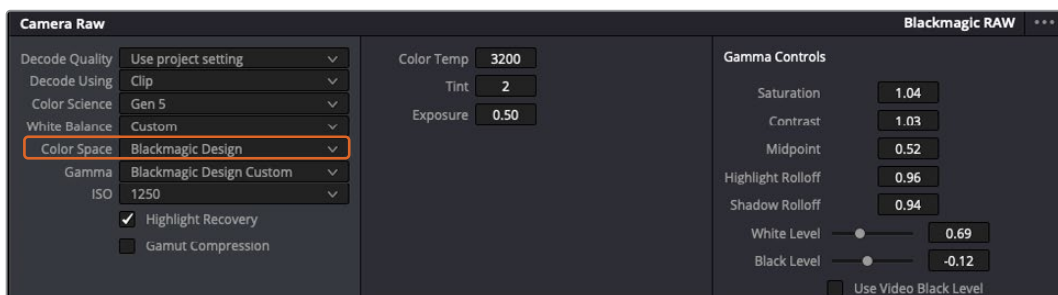 Camera Raw
Blackmagic RAW
Decode Quality Use project setting
Decode Using Clip
Color Science Gen 5
White Balance Custom
Color Space Blackmagic Design
Gamma Blackmagic Design Custom
ISO 1250
Highlight Recovery
Gamut Compression
Color Temp 3200
Tint 2
Exposure 0.50
Gamma Controls
Saturation 1.04
Contrast 1.03
Midpoint 0.52
Highlight Rolloff 0.96
Shadow Rolloff 0.94
White Level 0.69
Black Level -0.12
Use Video Black Level